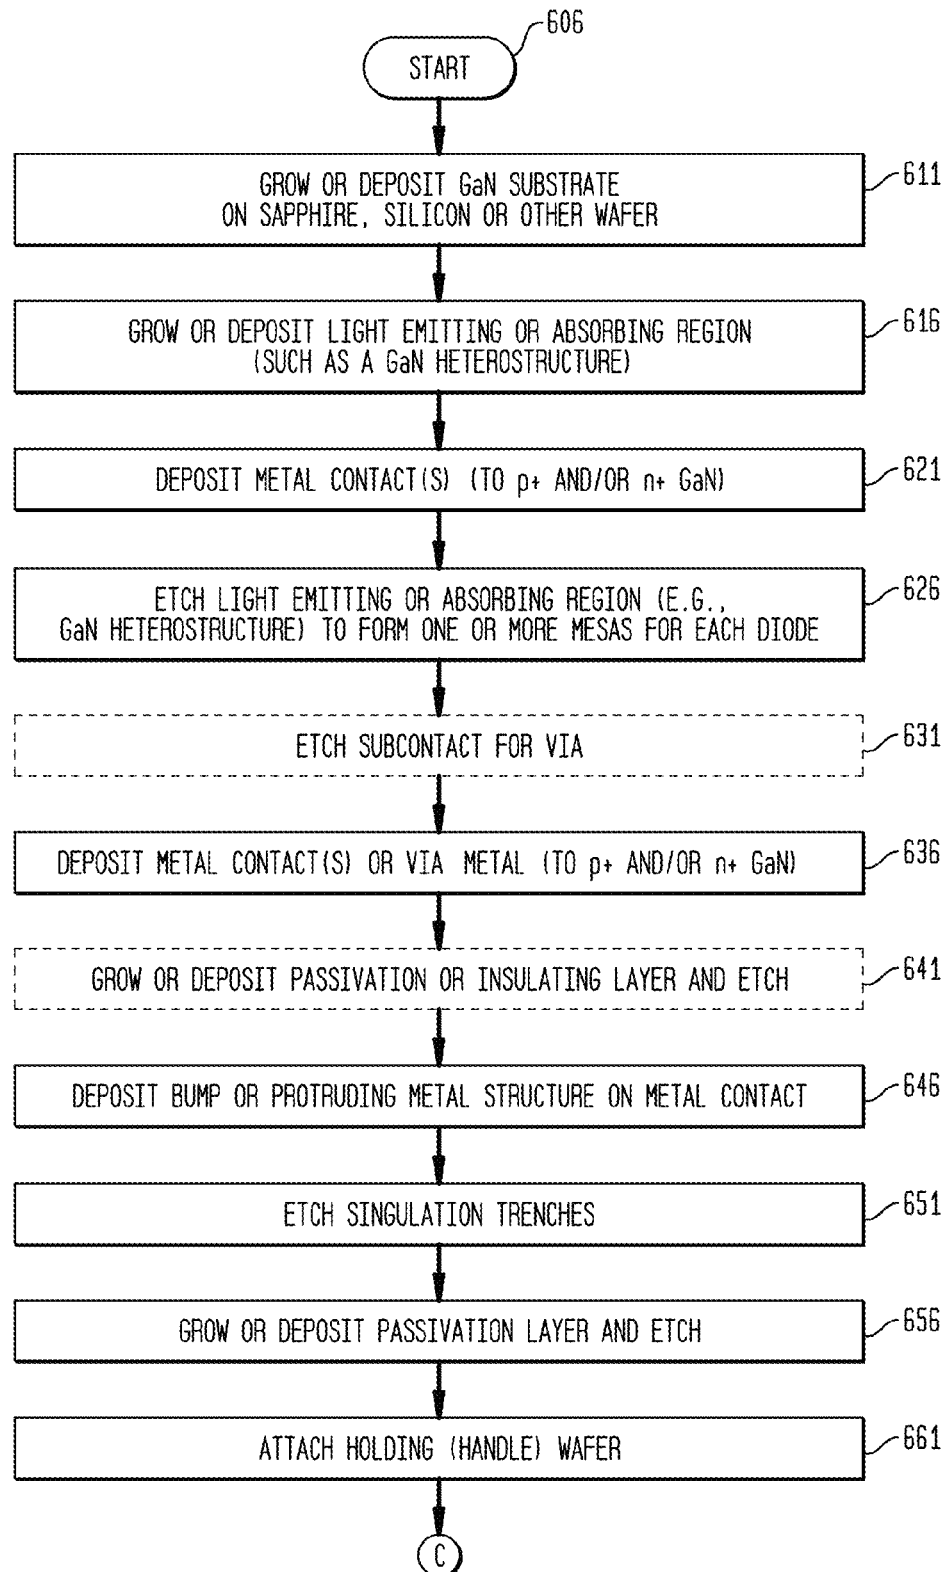 606
START
GROW OR DEPOSIT GaN SUBSTRATE
ON SAPPHIRE, SILICON OR OTHER WAFER
611
GROW OR DEPOSIT LIGHT EMITTING OR ABSORBING REGION
(SUCH AS A GaN HETEROSTRUCTURE)
616
DEPOSIT METAL CONTACT(S) (TO p+ AND/OR n+ GaN)
621
ETCH LIGHT EMITTING OR ABSORBING REGION (E.G.,
GaN HETEROSTRUCTURE) TO FORM ONE OR MORE MESAS FOR EACH DIODE
626
ETCH SUBCONTACT FOR VIA
631
DEPOSIT METAL CONTACT(S) OR VIA METAL (TO p+ AND/OR n+ GaN)
636
GROW OR DEPOSIT PASSIVATION OR INSULATING LAYER AND ETCH
641
DEPOSIT BUMP OR PROTRUDING METAL STRUCTURE ON METAL CONTACT
646
ETCH SINGULATION TRENCHES
651
GROW OR DEPOSIT PASSIVATION LAYER AND ETCH
656
ATTACH HOLDING (HANDLE) WAFER
661
C